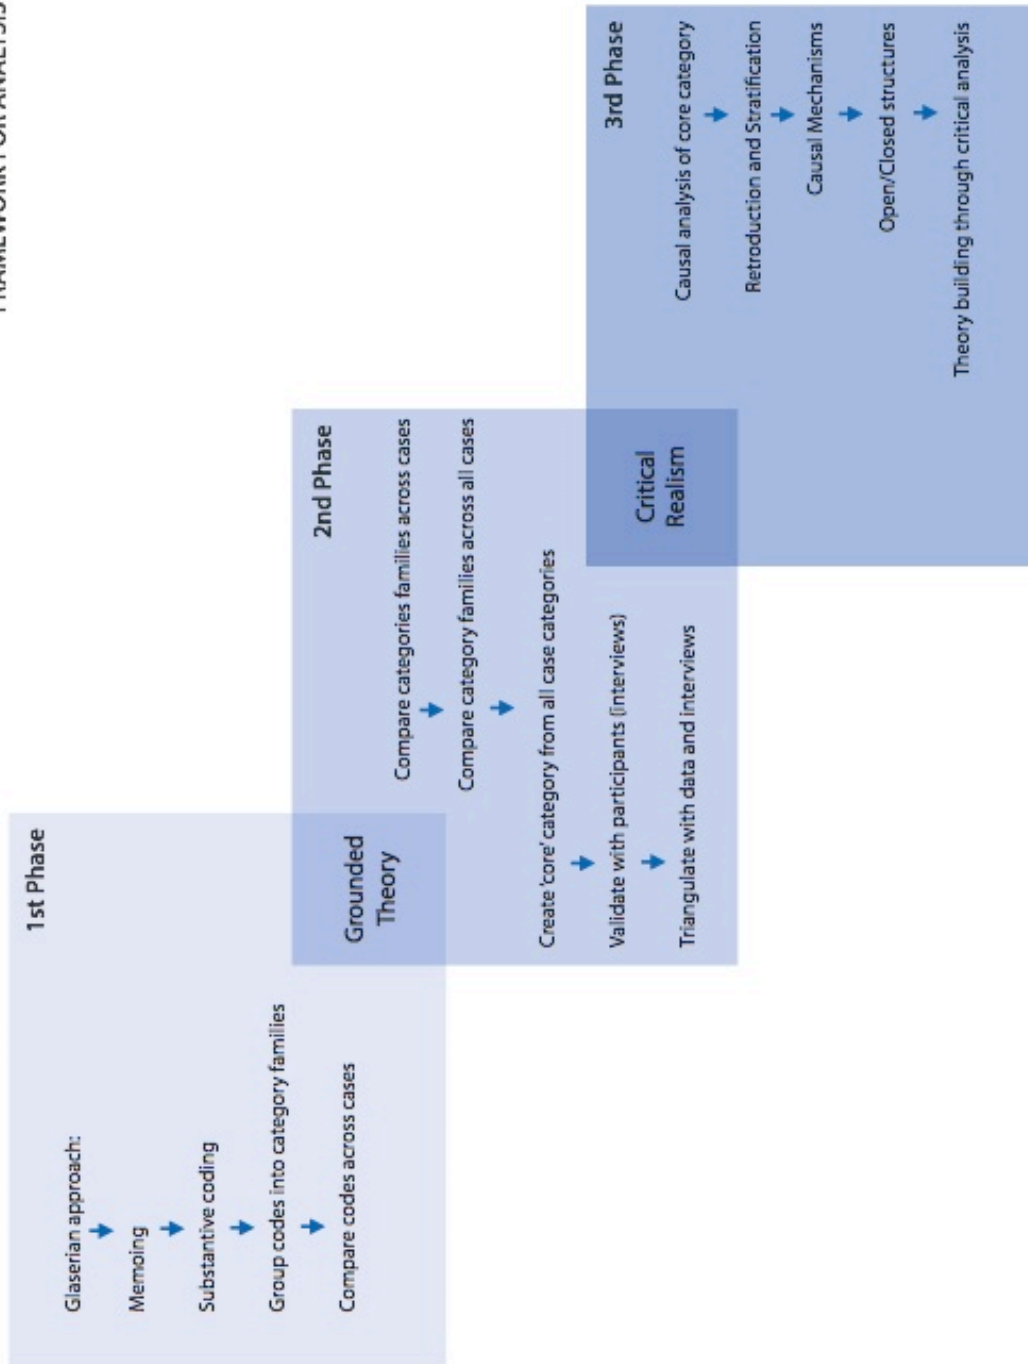 FRAMEWORK FOR ANALYSIS
1st Phase
Glaserian approach:
Memoing
Substantive coding
Group codes into category families
Compare codes across cases
Grounded
Theory
2nd Phase
Compare categories families across cases
Compare category families across all cases
Create 'core' category from all case categories
Validate with participants (interviews)
Triangulate with data and interviews
Critical
Realism
3rd Phase
Causal analysis of core category
Retroduction and Stratification
Causal Mechanisms
Open/Closed structures
Theory building through critical analysis